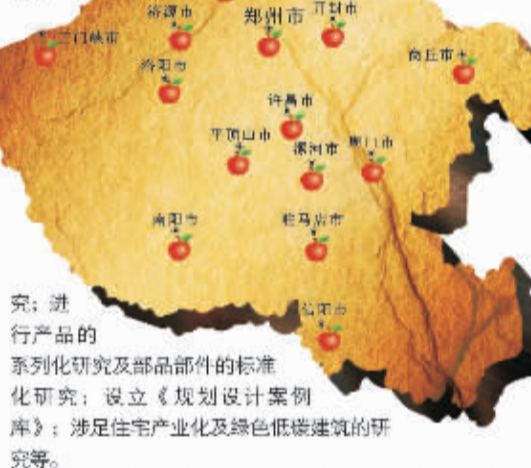 济源市
郑州市
开封市
三门峡市
洛阳市
商丘市
许昌市
平顶山市
漯河市
周口市
南阳市
驻马店市
信阳市
究；进
行产品的
系列化研究及部品部件的标准
化研究；设立《规划设计案例
库》；涉足住宅产业化及绿色低碳建筑的研
究等。